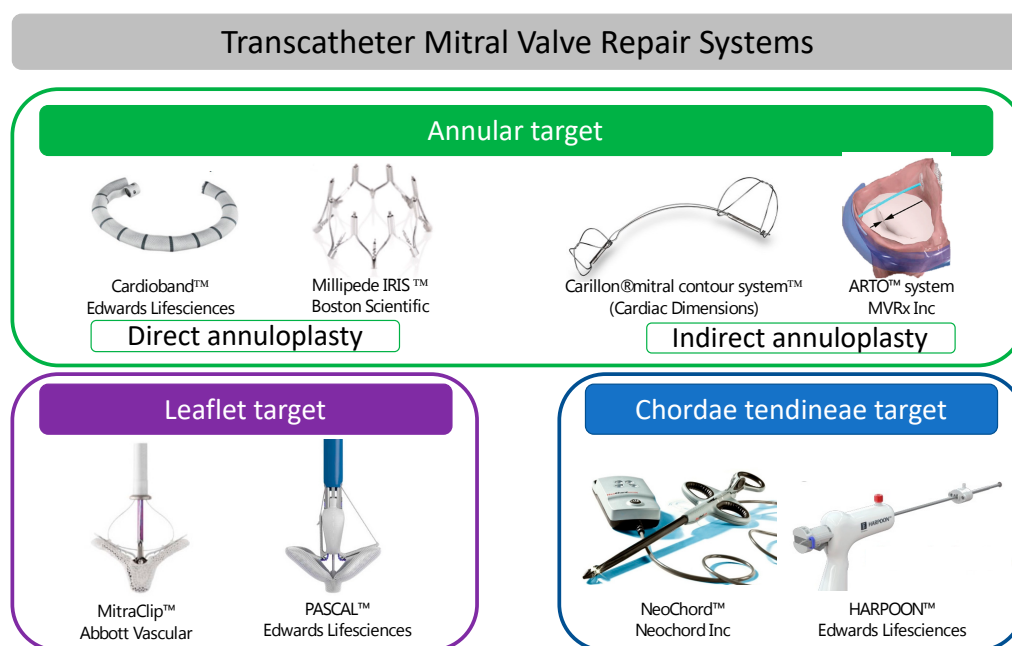 Transcatheter Mitral Valve Repair Systems
Annular target
Cardioband™
Edwards Lifesciences
Millipede IRIS ™
Boston Scientific
Carillon®mitral contour system™
(Cardiac Dimensions)
ARTO™ system
MVRx Inc
Direct annuloplasty
Indirect annuloplasty
Leaflet target
MitraClip™
Abbott Vascular
PASCAL™
Edwards Lifesciences
Chordae tendineae target
HARPOON™
NeoChord™
Neochord Inc
HARPOON™
Edwards Lifesciences